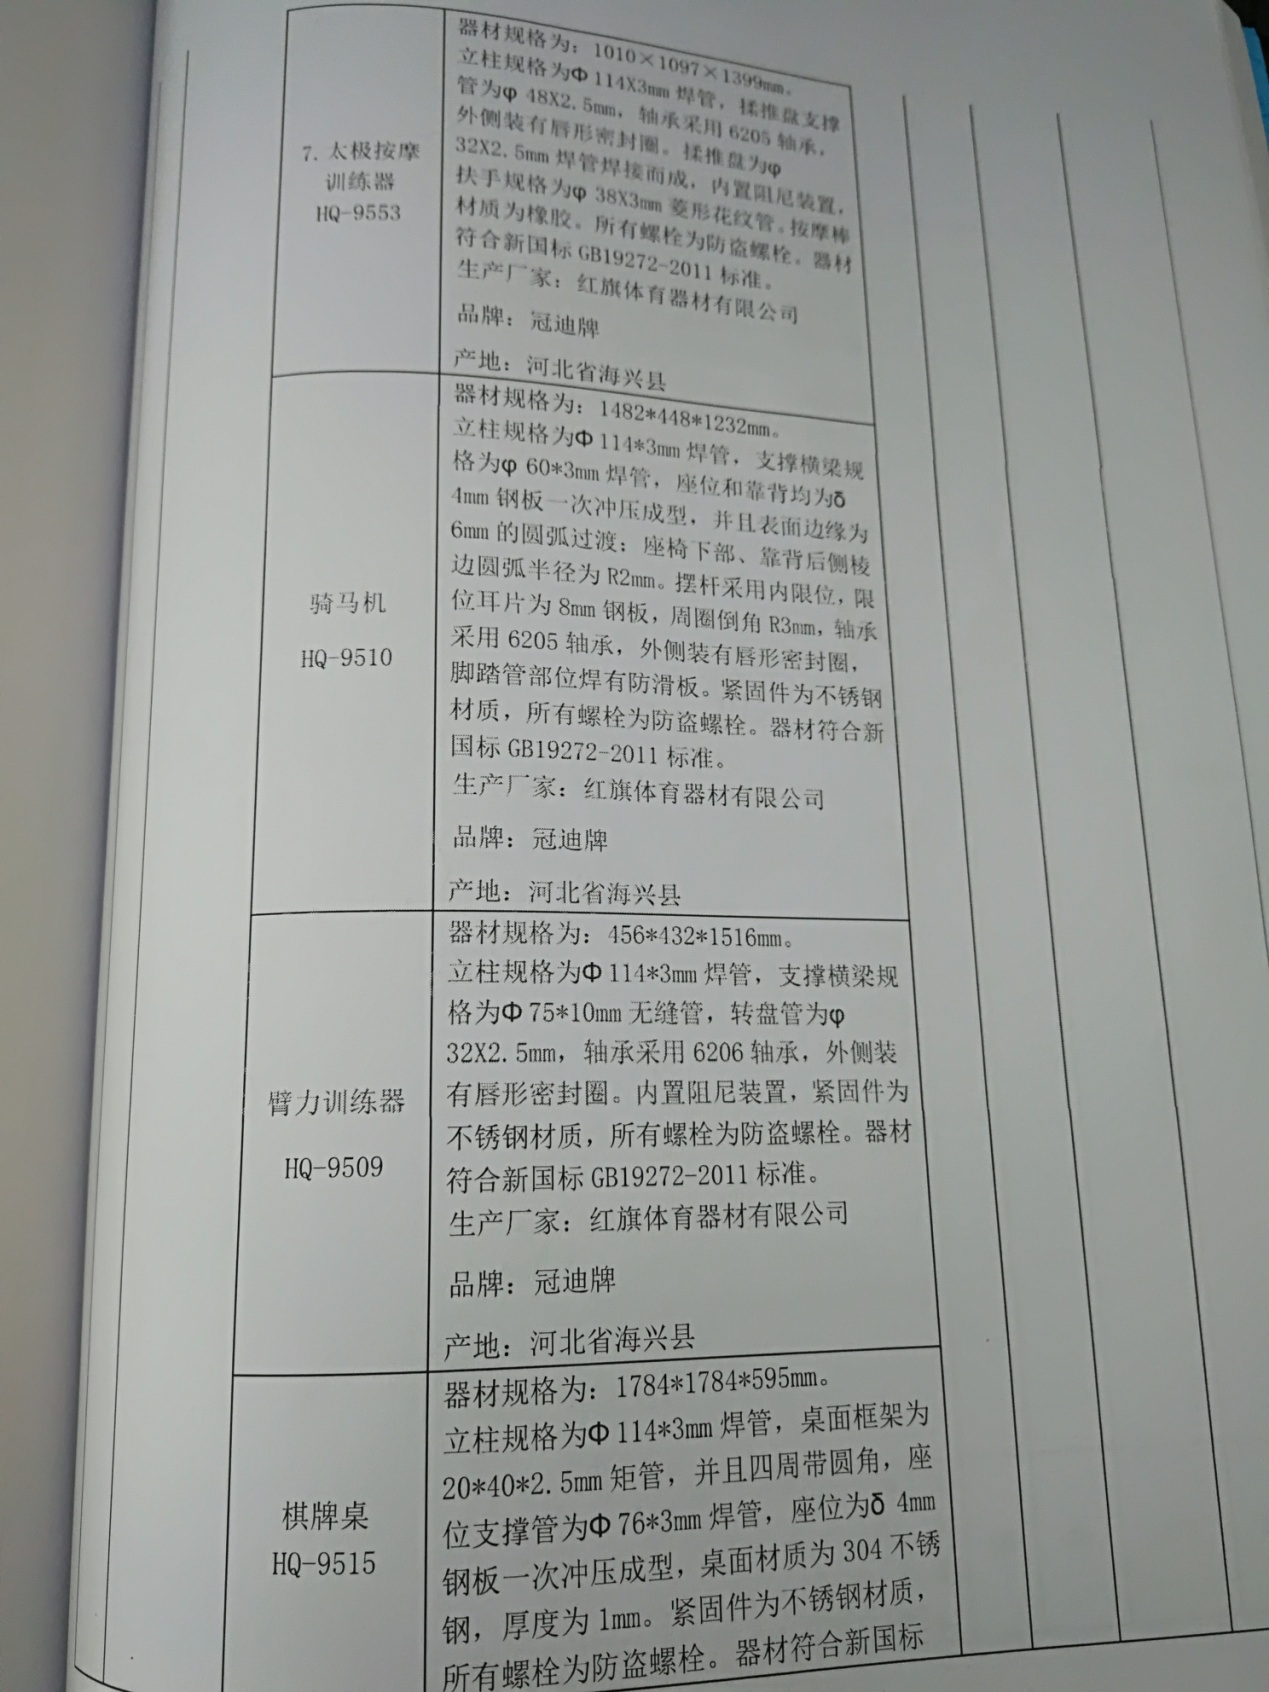 7. 太极按摩
训练器
HQ-9553
器材规格为：1010×1097×1399mm。
立柱规格为Φ114X3mm 焊管，揉推盘支撑
管为φ 48X2.5mm，轴承采用 6205 轴承，
外侧装有唇形密封圈。揉推盘为φ
32X2.5mm 焊管焊接而成，内置阻尼装置，
扶手规格为φ 38X3mm 菱形花纹管。按摩棒
材质为橡胶。所有螺栓为防盗螺栓。器材
符合新国标 GB19272-2011 标准。
生产厂家：红旗体育器材有限公司
品牌：冠迪牌
产地：河北省海兴县
骑马机
HQ-9510
器材规格为：1482*448*1232mm。
立柱规格为Φ114*3mm 焊管，支撑横梁规
格为φ 60*3mm 焊管，座位和靠背均为δ
4mm 钢板一次冲压成型，并且表面边缘为
6mm 的圆弧过渡；座椅下部、靠背后侧棱
边圆弧半径为 R2mm。摆杆采用内限位，限
位耳片为 8mm 钢板，周圈倒角 R3mm，轴承
采用 6205 轴承，外侧装有唇形密封圈，
脚踏管部位焊有防滑板。紧固件为不锈钢
材质，所有螺栓为防盗螺栓。器材符合新
国标 GB19272-2011 标准。
生产厂家：红旗体育器材有限公司
品牌：冠迪牌
产地：河北省海兴县
臂力训练器
HQ-9509
器材规格为：456*432*1516mm。
立柱规格为Φ114*3mm 焊管，支撑横梁规
格为Φ75*10mm 无缝管，转盘管为φ
32X2.5mm，轴承采用 6206 轴承，外侧装
有唇形密封圈。内置阻尼装置，紧固件为
不锈钢材质，所有螺栓为防盗螺栓。器材
符合新国标 GB19272-2011 标准。
生产厂家：红旗体育器材有限公司
品牌：冠迪牌
产地：河北省海兴县
棋牌桌
HQ-9515
器材规格为：1784*1784*595mm。
立柱规格为Φ114*3mm 焊管，桌面框架为
20*40*2.5mm 矩管，并且四周带圆角，座
位支撑管为Φ76*3mm 焊管，座位为δ 4mm
钢板一次冲压成型，桌面材质为 304 不锈
钢，厚度为 1mm。紧固件为不锈钢材质，
所有螺栓为防盗螺栓。器材符合新国标